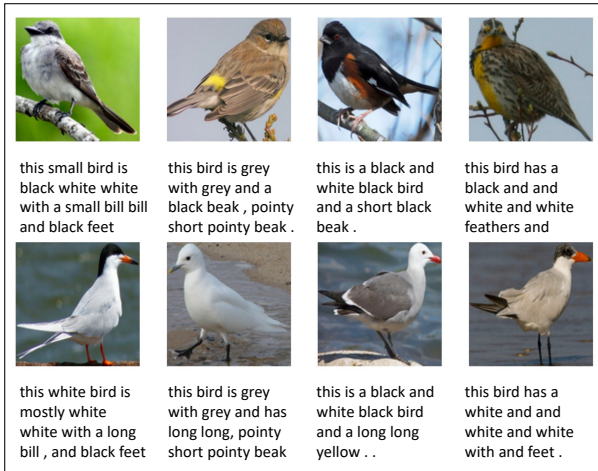 this small bird is
black white white
with a small bill bill
and black feet
this bird is grey
with grey and a
black beak , pointy
short pointy beak .
this is a black and
white black bird
and a short black
beak .
this bird has a
black and and
white and white
feathers and
this white bird is
mostly white
white with a long
bill , and black feet
this bird is grey
with grey and has
long long, pointy
short pointy beak
this is a black and
white black bird
and a long long
yellow . .
this bird has a
white and and
white and white
with and feet .